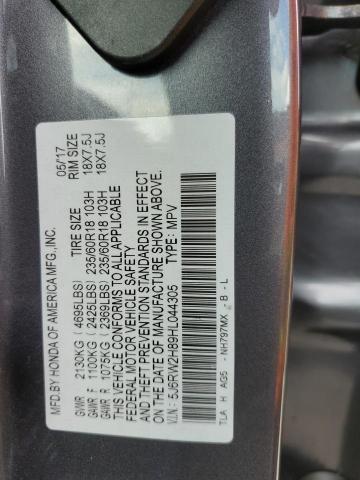 MFD.BY HONDA OF AMERICA MFG.,INC. 05/17
TIRE SIZE RIM SIZE
GVWR 2130KG ( 4695LBS)
GAWR F 1100KG ( 2425LBS) 235/60R18 103H 18X7.5J
GAWR R 1075KG ( 2369LBS) 235/60R18 103H 18X7.5J
THIS VEHICLE CONFORMS TO ALL APPLICABLE
FEDERAL MOTOR VEHICLE SAFETY
AND THEFT PREVENTION STANDARDS IN EFFECT
ON THE DATE OF MANUFACTURE SHOWN ABOVE.
V.I.N.: 5J6RW2H89HL044305 TYPE: MPV
TLA H AG5 - NH797MX - B - L